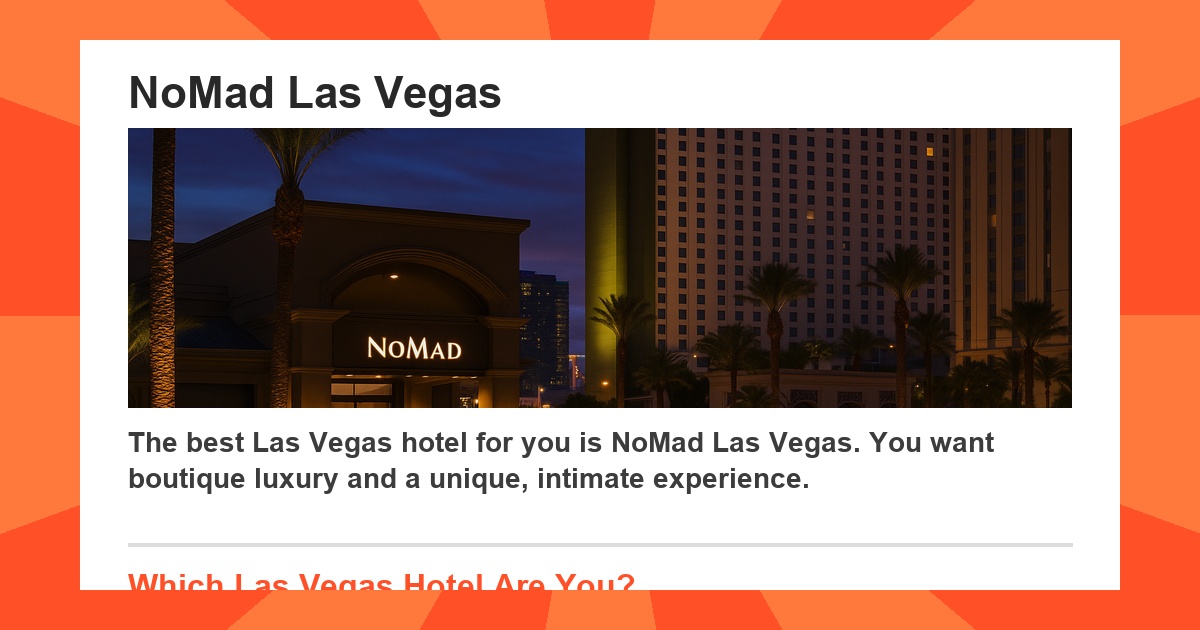 NoMad Las Vegas
NOMAD
The best Las Vegas hotel for you is NoMad Las Vegas. You want
boutique luxury and a unique, intimate experience.
Which Las Vegas Hotel Are You?